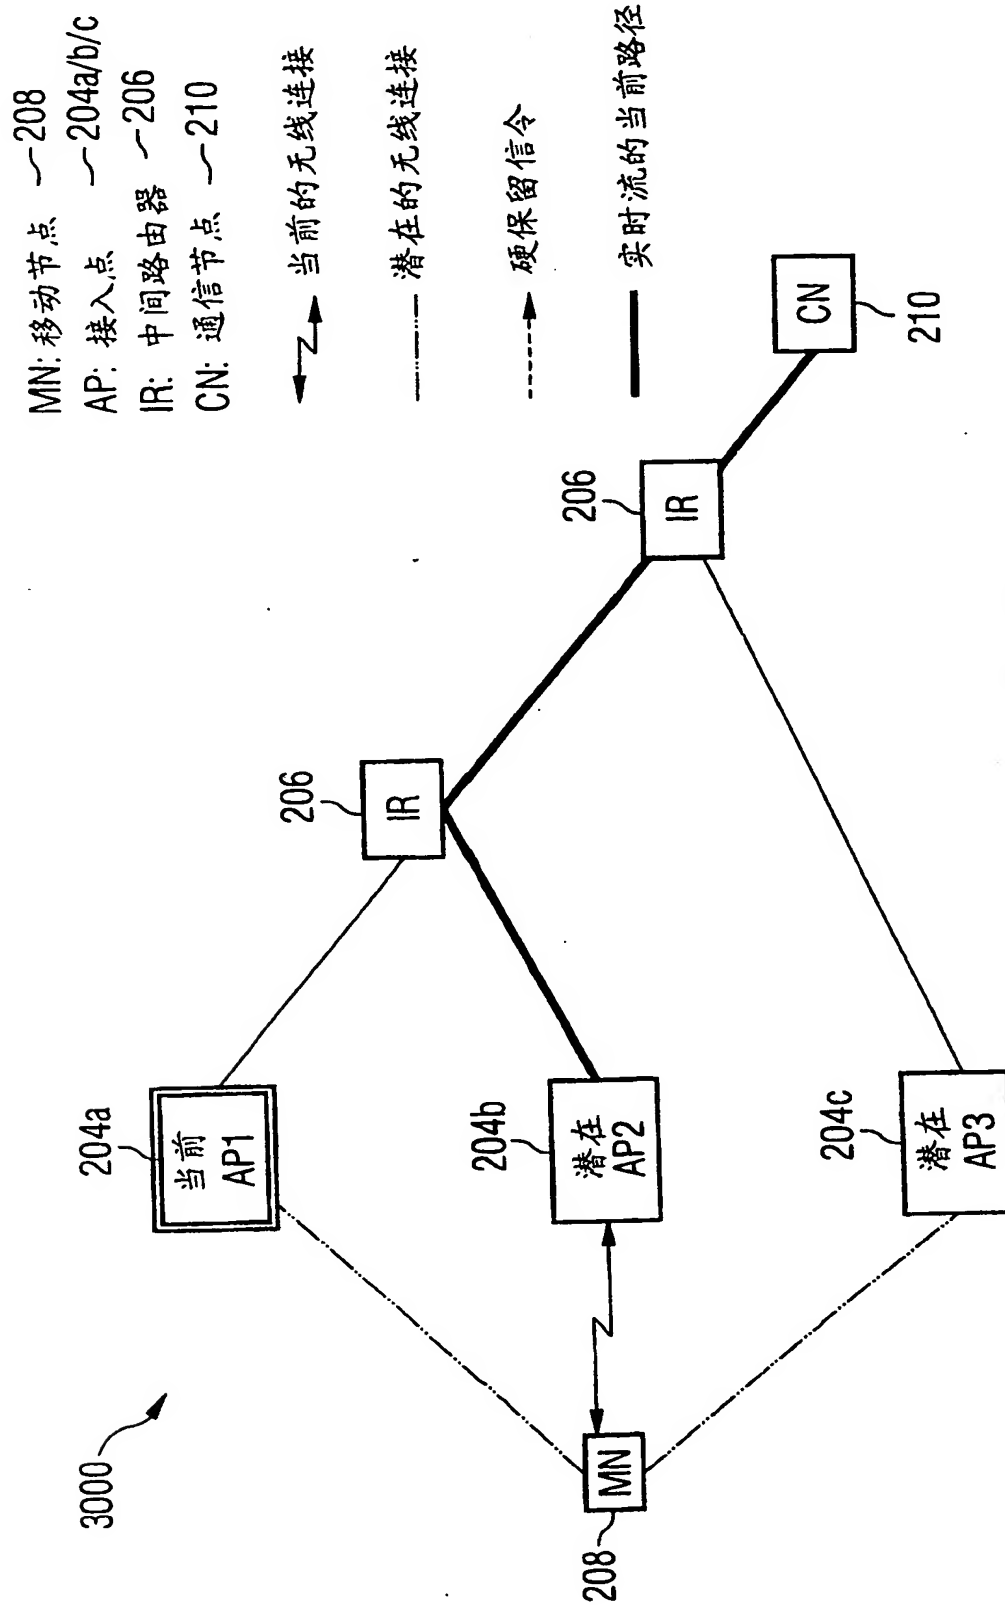 MN: 移动节点 208
AP: 接入点 204a/b/c
IR: 中间路由器 206
CN: 通信节点 210
当前的无线连接
潜在的无线连接
硬保留信令
实时流的当前路径
3000
204a
当前
AP1
206
IR
206
IR
CN
210
MN
208
204b
潜在
AP2
204c
潜在
AP3